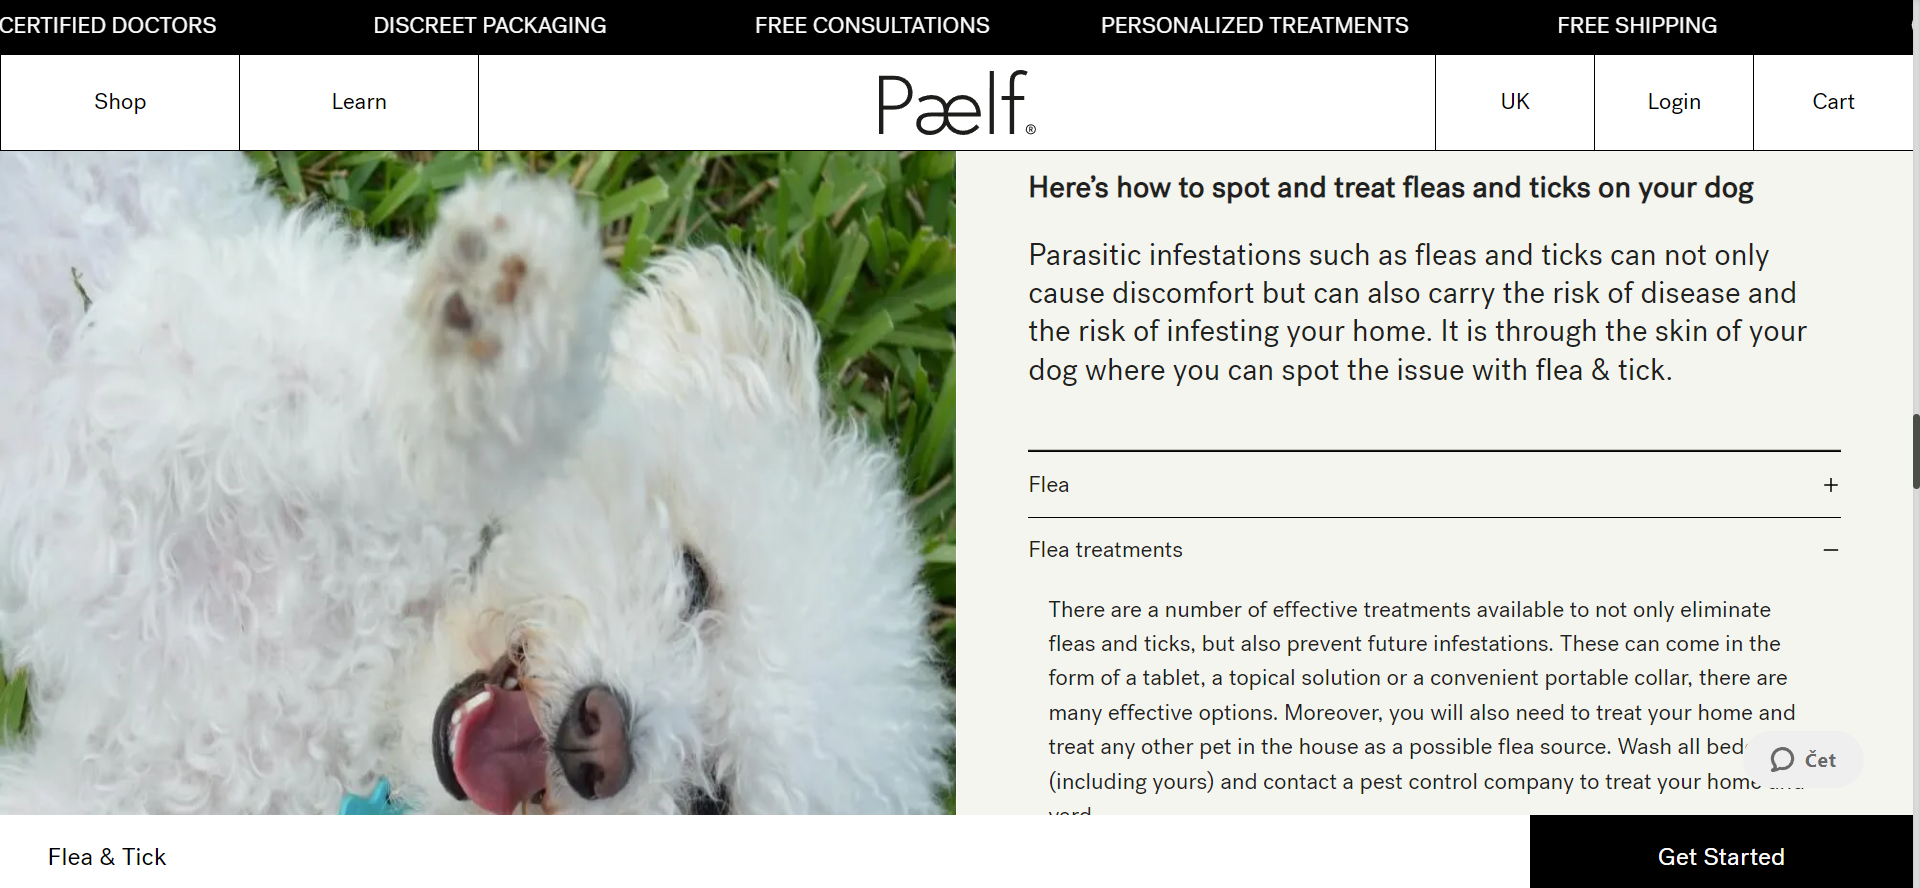 CERTIFIED DOCTORS DISCREET PACKAGING FREE CONSULTATIONS PERSONALIZED TREATMENTS FREE SHIPPING
Shop Learn Pælf® UK Login Cart
Here’s how to spot and treat fleas and ticks on your dog
Parasitic infestations such as fleas and ticks can not only
cause discomfort but can also carry the risk of disease and
the risk of infesting your home. It is through the skin of your
dog where you can spot the issue with flea & tick.
Flea +
Flea treatments −
There are a number of effective treatments available to not only eliminate
fleas and ticks, but also prevent future infestations. These can come in the
form of a tablet, a topical solution or a convenient portable collar, there are
many effective options. Moreover, you will also need to treat your home and
treat any other pet in the house as a possible flea source. Wash all
(including yours) and contact a pest control company to treat your home and
yard
Čet
Flea & Tick Get Started